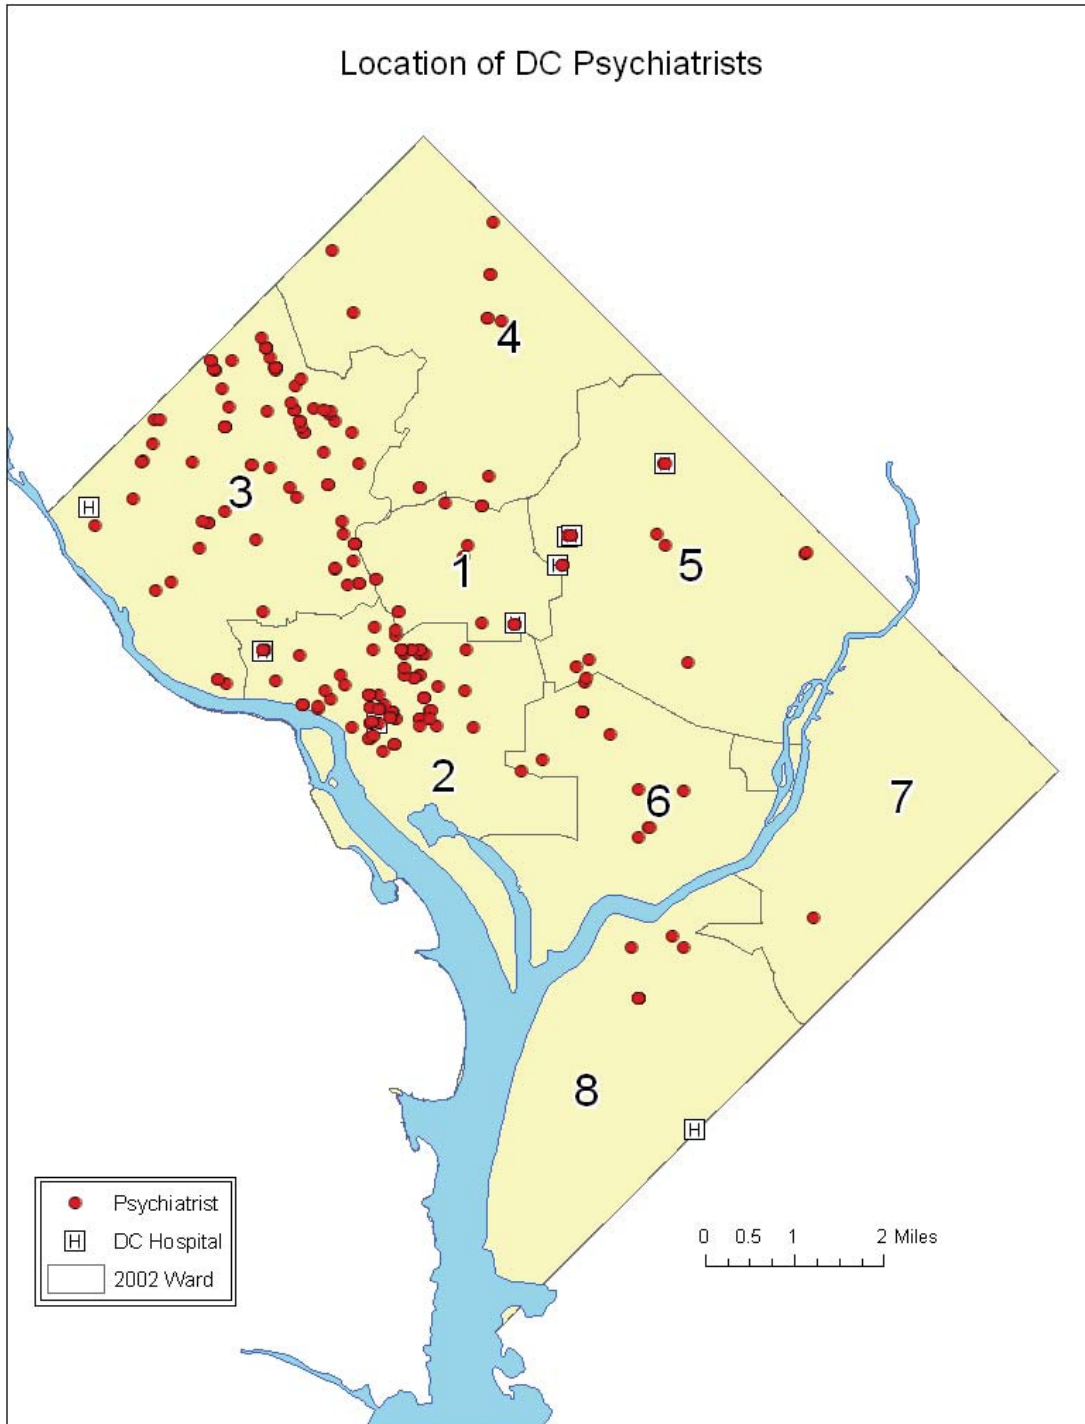 Location of DC Psychiatrists
4
3
1
5
2
6
7
8
H
H
H
H
Psychiatrist
H DC Hospital
2002 Ward
0 0.5 1 2 Miles